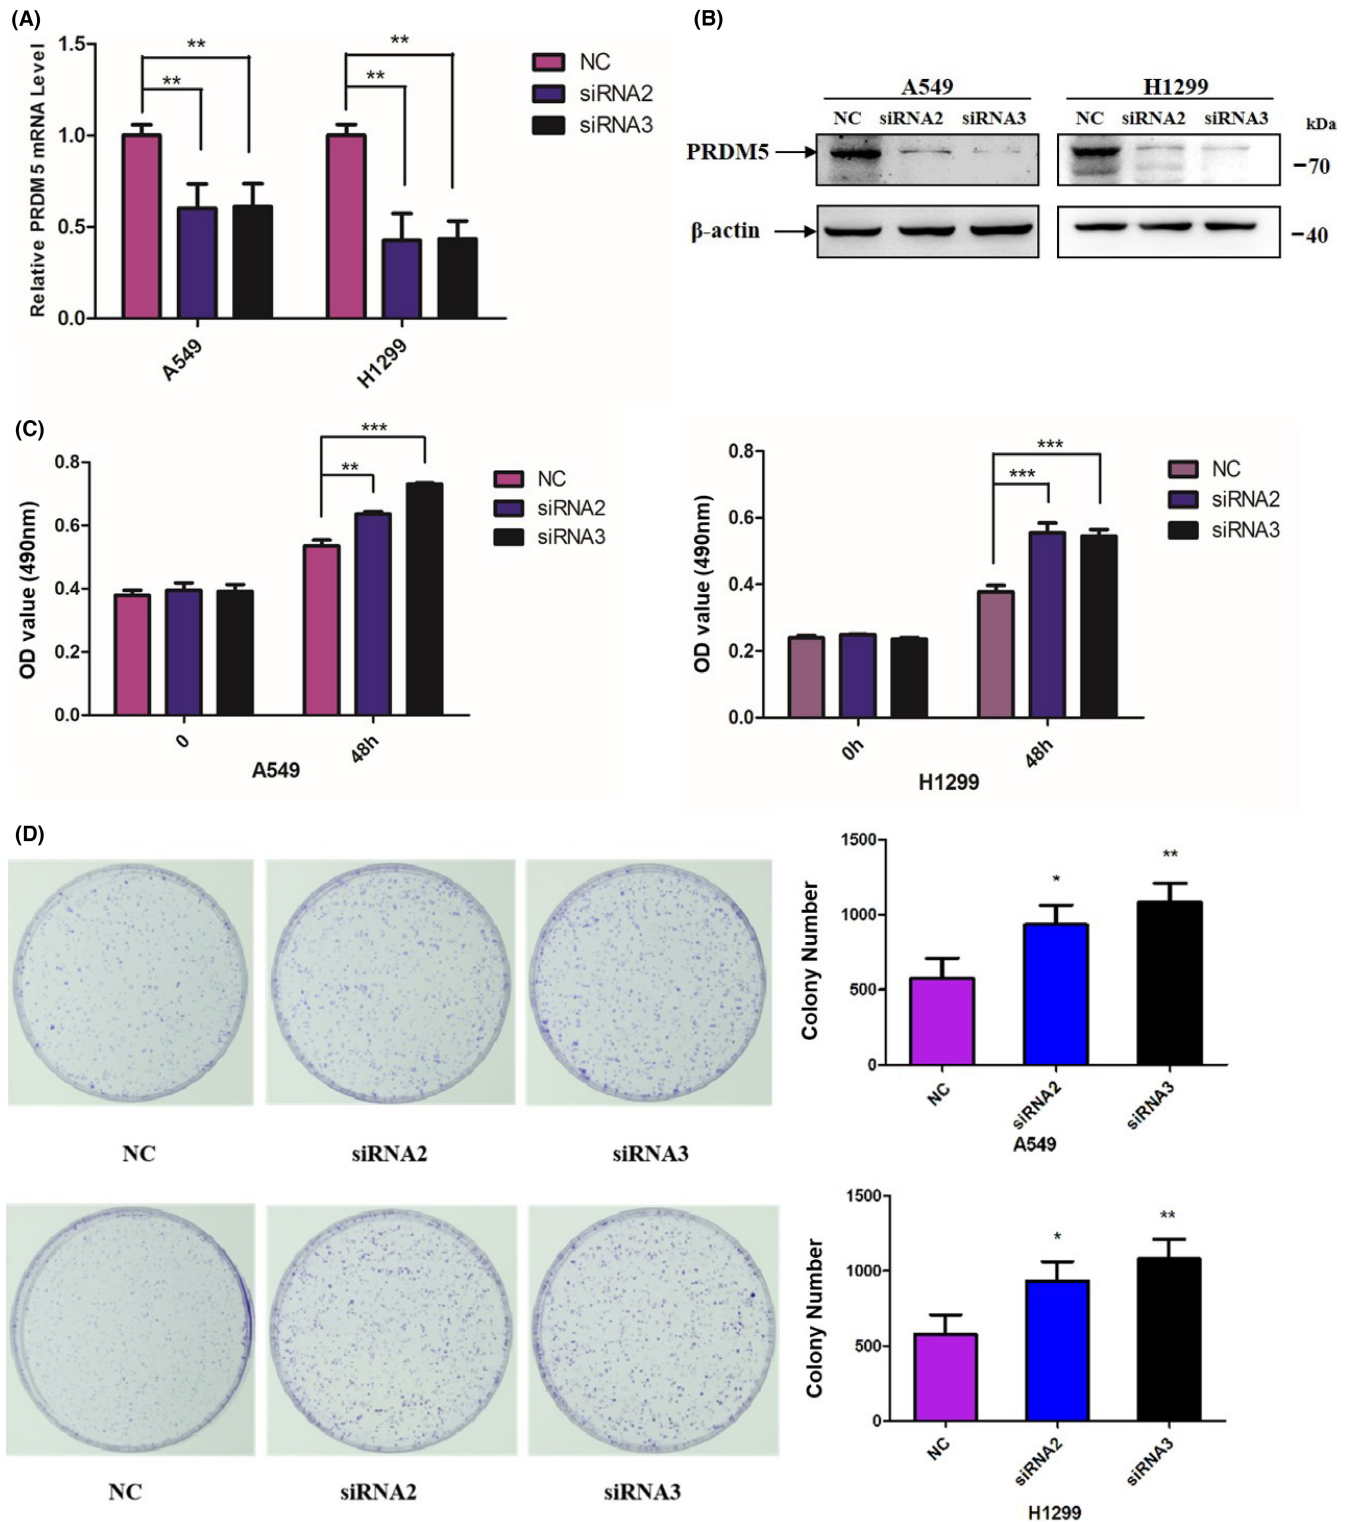 (A)
Relative PRDM5 mRNA Level
1.5
1.0
0.5
0.0
**
**
**
**
A549
H1299
NC
siRNA2
siRNA3
(B)
A549
H1299
NC siRNA2 siRNA3
NC siRNA2 siRNA3
kDa
PRDM5
70
β-actin
40
(C)
OD value (490nm)
0.8
0.6
0.4
0.2
0.0
***
**
0
48h
A549
NC
siRNA2
siRNA3
OD value (490nm)
0.8
0.6
0.4
0.2
0.0
***
***
0h
48h
H1299
NC
siRNA2
siRNA3
(D)
NC
siRNA2
siRNA3
Colony Number
1500
1000
500
0
*
**
NC
siRNA2
siRNA3
A549
NC
siRNA2
siRNA3
Colony Number
1500
1000
500
0
*
**
NC
siRNA2
siRNA3
H1299